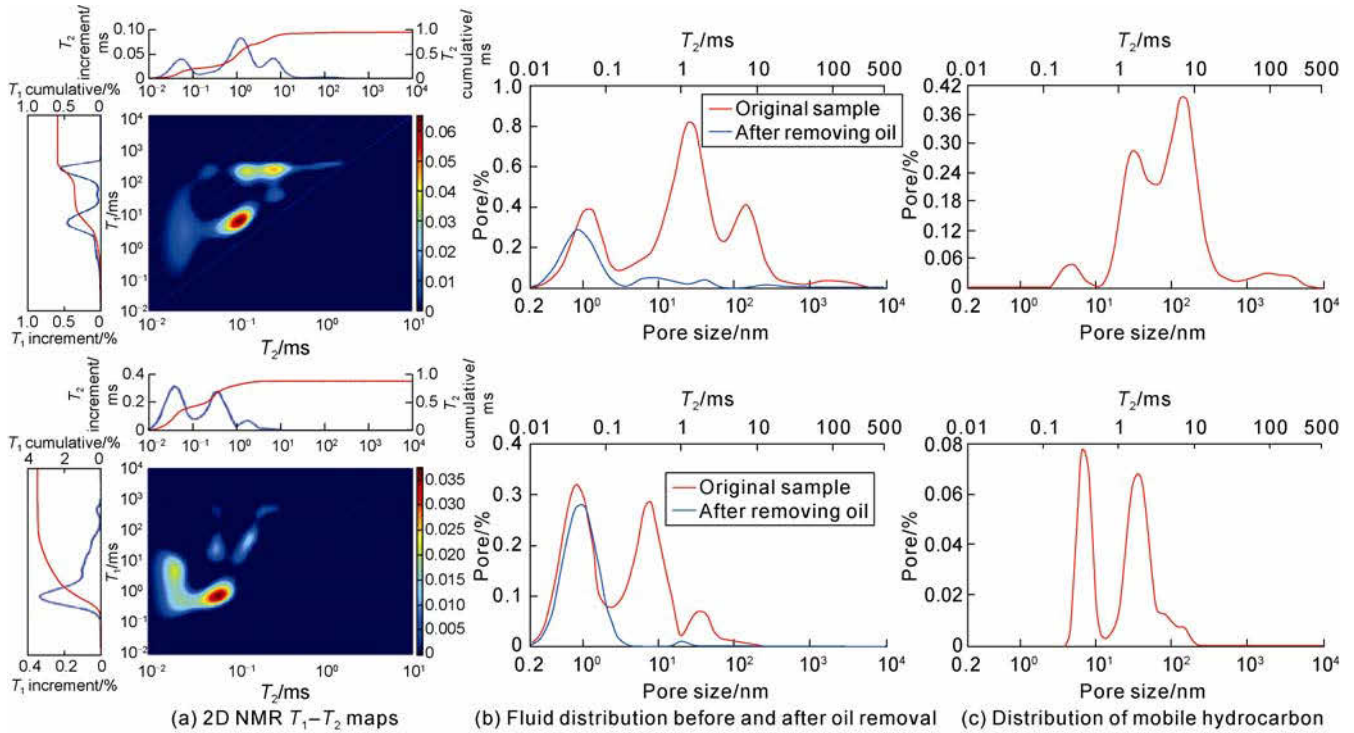 T₂ increment/ ms
0.10
0.05
0
1.0
0.5
0
T₂ cumulative/ ms
10⁻² 10⁻¹ 10⁰ 10¹ 10² 10³ 10⁴
T₁ cumulative/%
1.0 0.5 0
T₁/ms
10⁴
10³
10²
10¹
10⁰
10⁻¹
10⁻²
0.06
0.05
0.04
0.03
0.02
0.01
0
1.0 0.5 0
T₁ increment/%
10⁻² 10⁻¹ 10⁰ 10¹
T₂/ms
T₂/ms
0.01 0.1 1 10 100 500
Pore/%
1.0
0.8
0.6
0.4
0.2
0
Original sample
After removing oil
0.2 10⁰ 10¹ 10² 10³ 10⁴
Pore size/nm
T₂/ms
0.01 0.1 1 10 100 500
Pore/%
0.42
0.36
0.30
0.24
0.18
0.12
0.06
0
0.2 10⁰ 10¹ 10² 10³ 10⁴
Pore size/nm
T₂ increment/ ms
0.4
0.2
0
1.0
0.5
0
T₂ cumulative/ ms
10⁻² 10⁻¹ 10⁰ 10¹ 10² 10³ 10⁴
T₁ cumulative/%
4 2 0
T₁/ms
10⁴
10³
10²
10¹
10⁰
10⁻¹
10⁻²
0.035
0.030
0.025
0.020
0.015
0.010
0.005
0
0.4 0.2 0
T₁ increment/%
10⁻² 10⁻¹ 10⁰ 10¹
T₂/ms
T₂/ms
0.01 0.1 1 10 100 500
Pore/%
0.4
0.3
0.2
0.1
0
Original sample
After removing oil
0.2 10⁰ 10¹ 10² 10³ 10⁴
Pore size/nm
T₂/ms
0.01 0.1 1 10 100 500
Pore/%
0.08
0.06
0.04
0.02
0
0.2 10⁰ 10¹ 10² 10³ 10⁴
Pore size/nm
(a) 2D NMR T₁–T₂ maps
(b) Fluid distribution before and after oil removal
(c) Distribution of mobile hydrocarbon